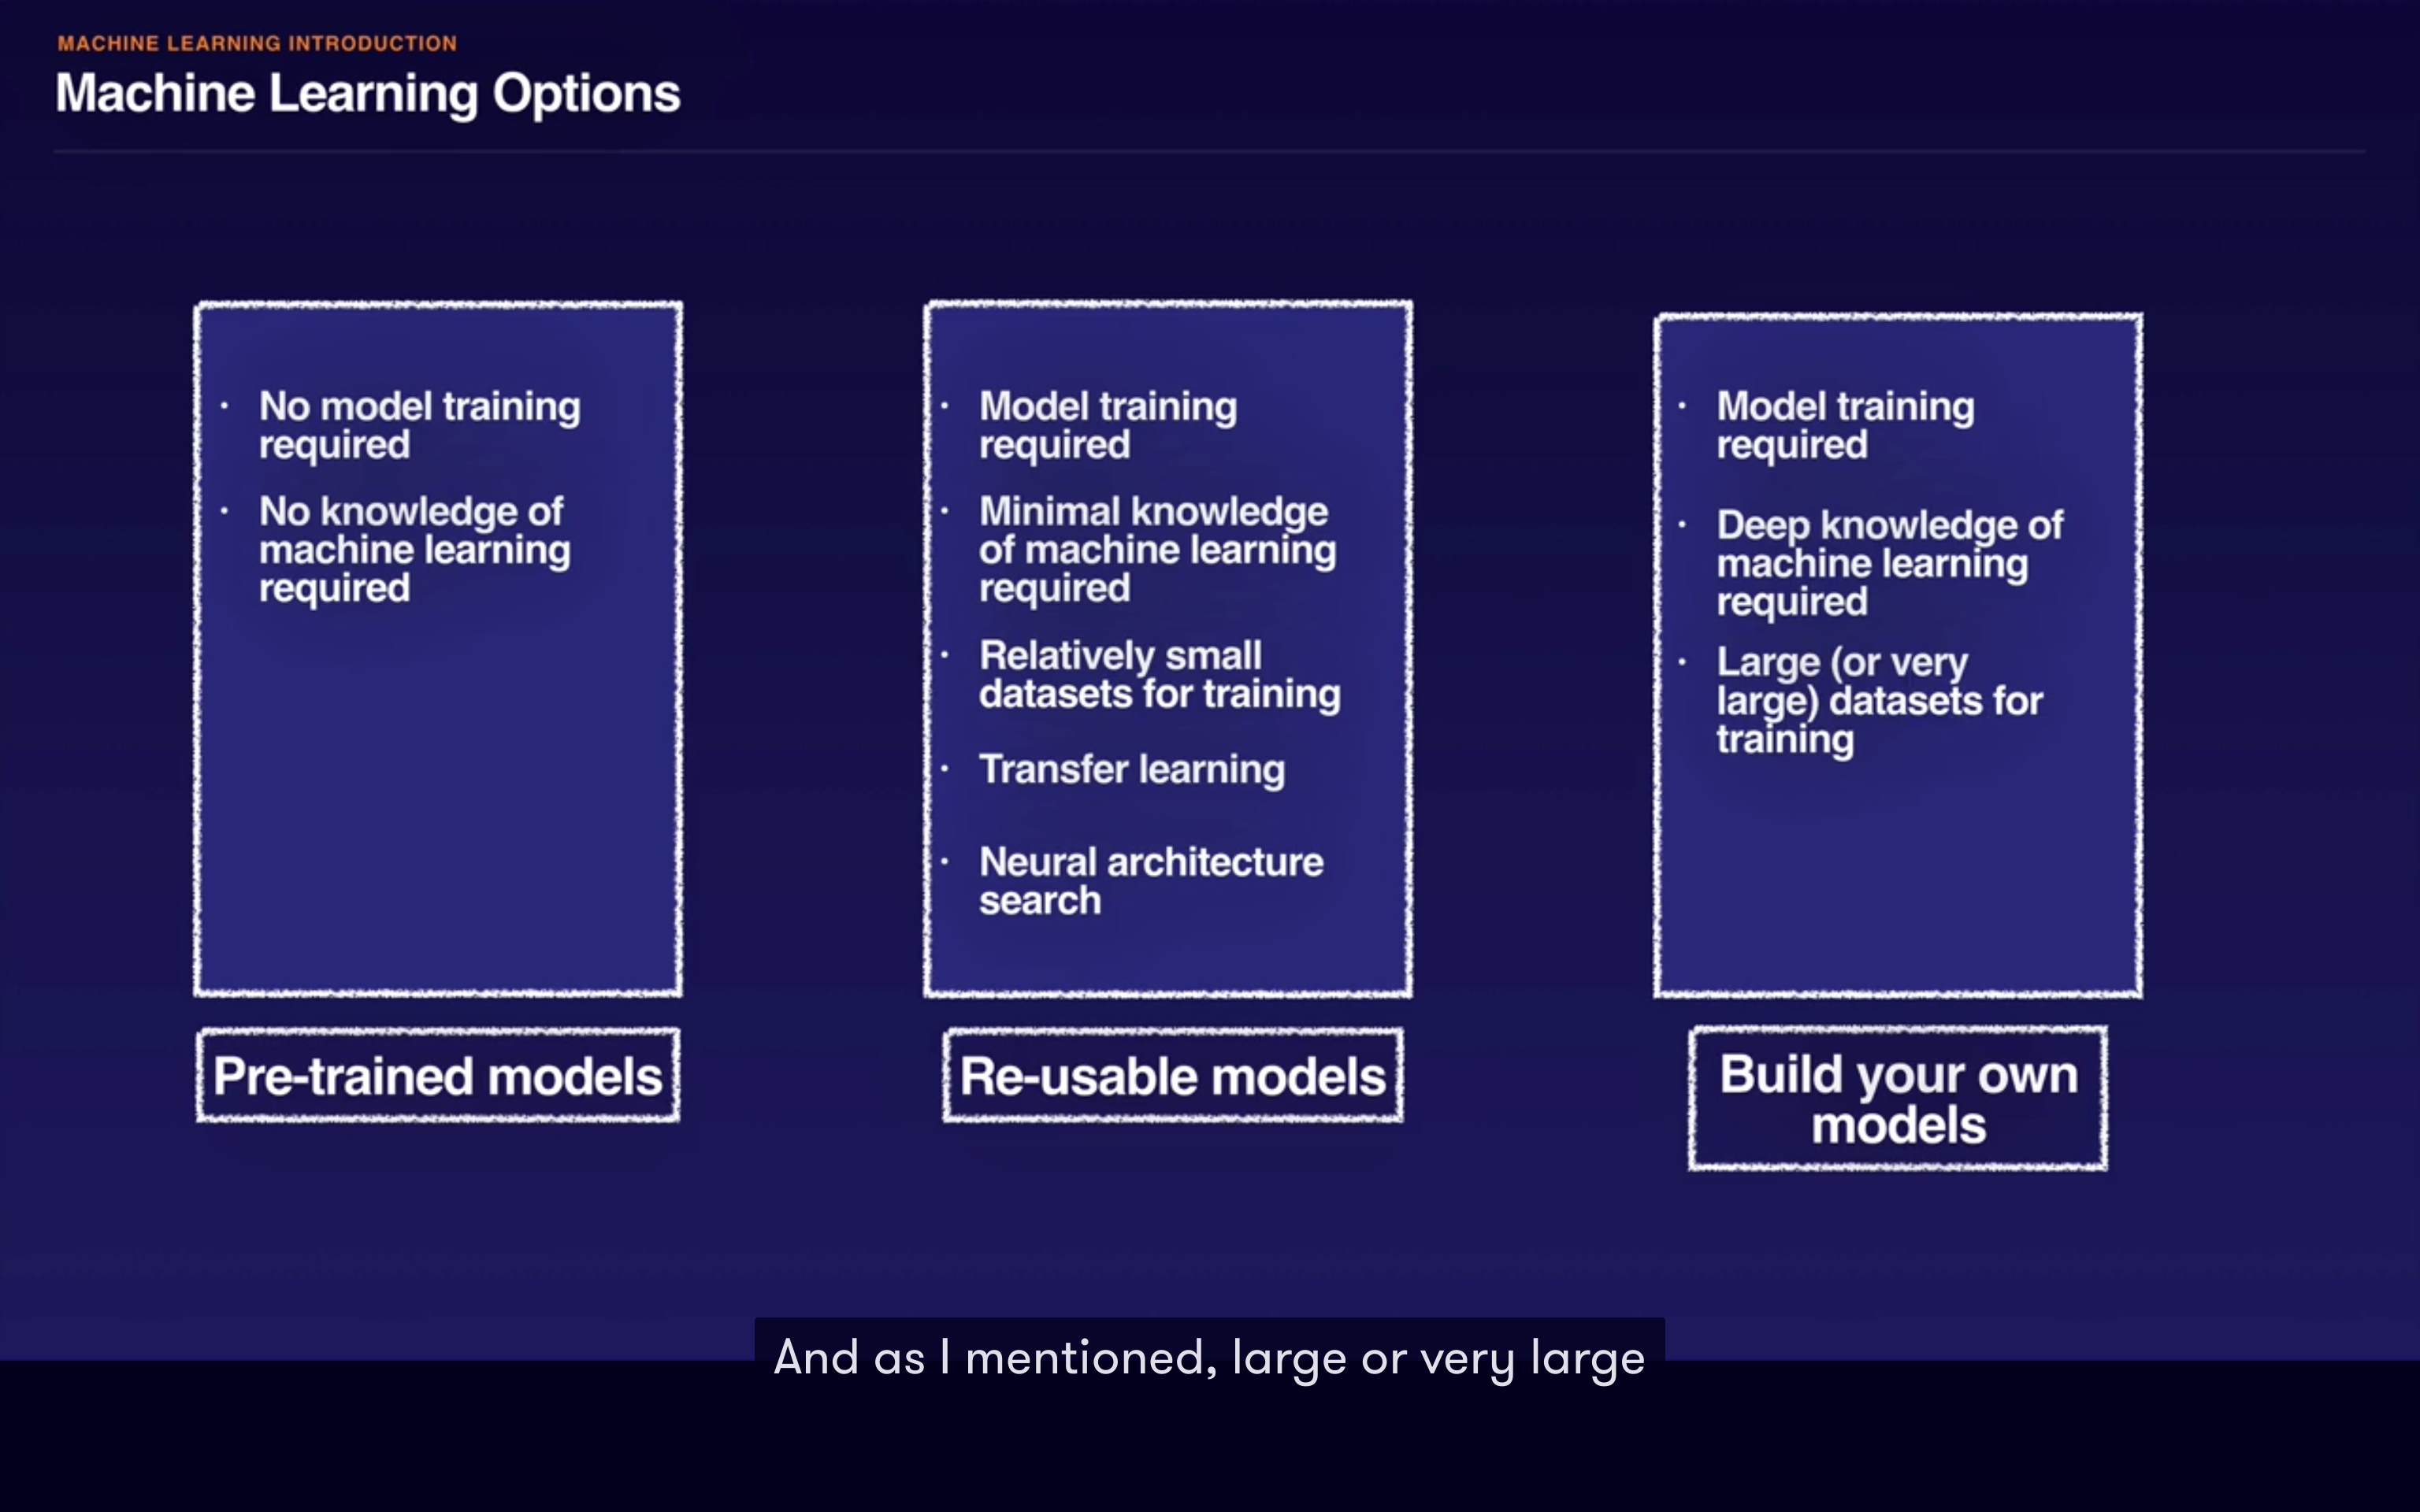 MACHINE LEARNING INTRODUCTION
Machine Learning Options
· No model training
required
· No knowledge of
machine learning
required
Pre-trained models
· Model training
required
· Minimal knowledge
of machine learning
required
· Relatively small
datasets for training
· Transfer learning
· Neural architecture
search
Re-usable models
· Model training
required
· Deep knowledge of
machine learning
required
· Large (or very
large) datasets for
training
Build your own
models
And as I mentioned, large or very large